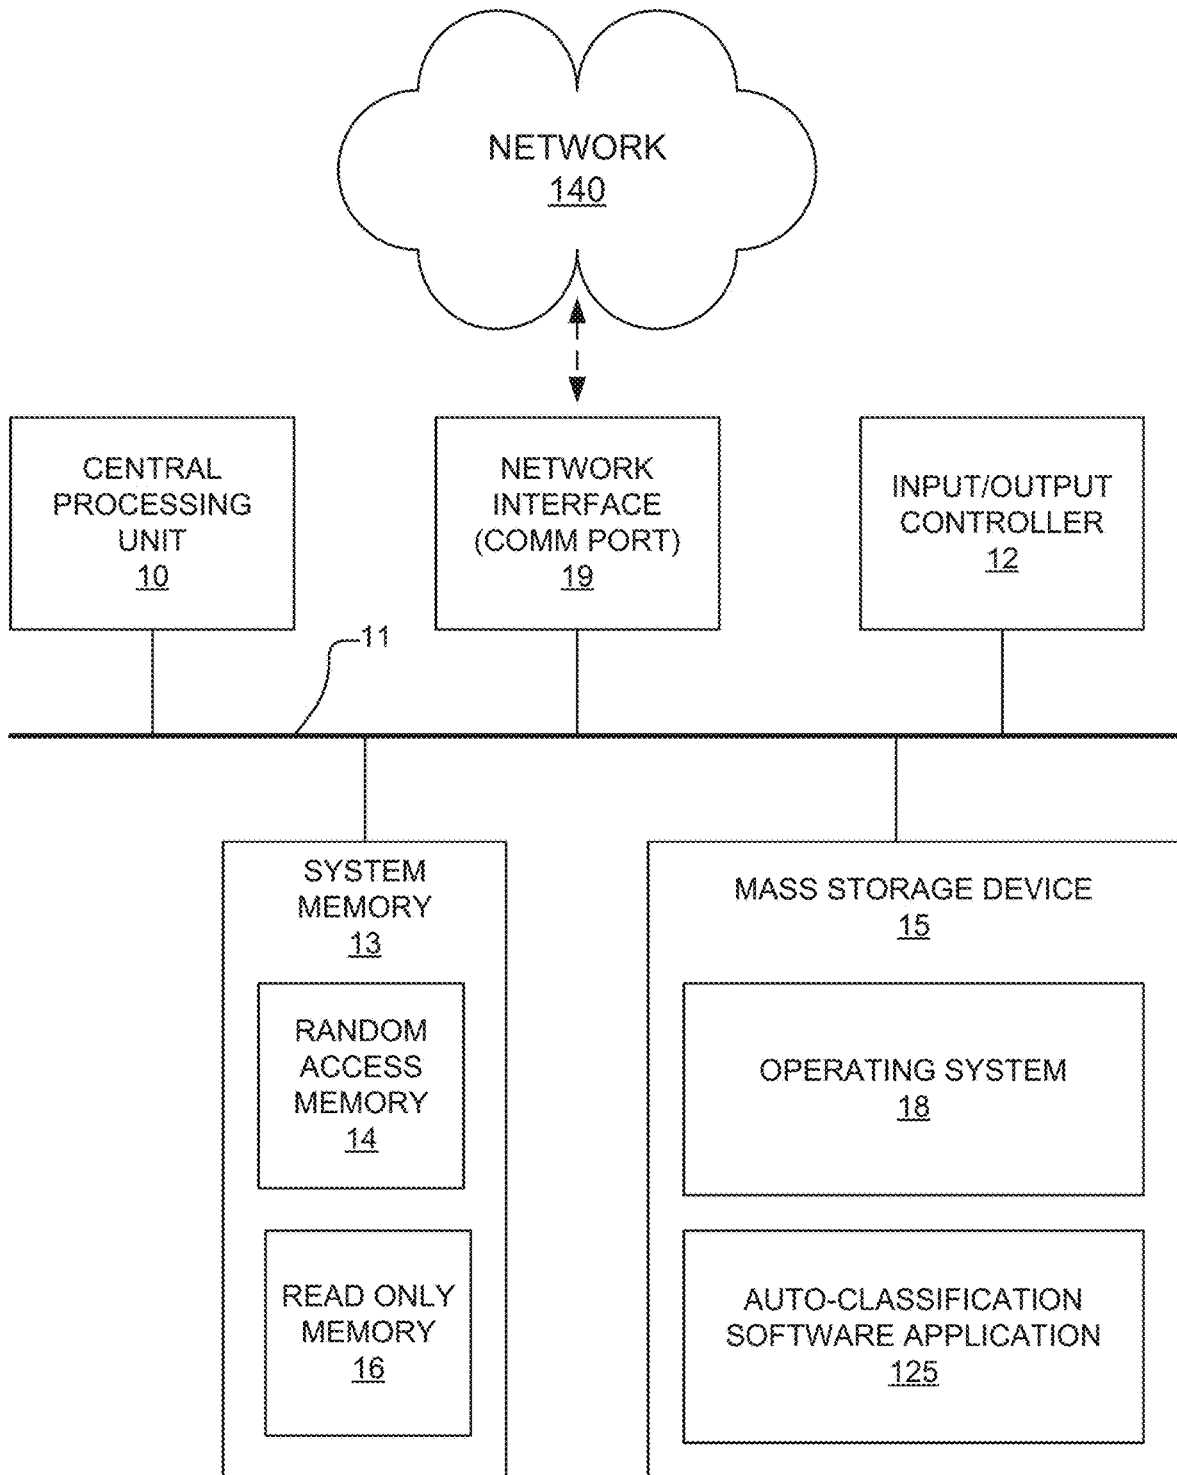 NETWORK
140
CENTRAL
PROCESSING
UNIT
10
NETWORK
INTERFACE
(COMM PORT)
19
INPUT/OUTPUT
CONTROLLER
12
11
SYSTEM
MEMORY
13
RANDOM
ACCESS
MEMORY
14
READ ONLY
MEMORY
16
MASS STORAGE DEVICE
15
OPERATING SYSTEM
18
AUTO-CLASSIFICATION
SOFTWARE APPLICATION
125